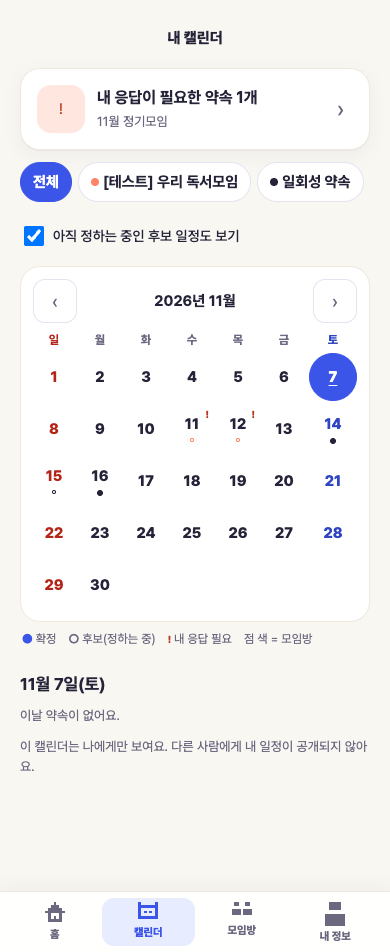 내 캘린더
!
내 응답이 필요한 약속 1개
11월 정기모임
›
전체
[테스트] 우리 독서모임
일회성 약속
아직 정하는 중인 후보 일정도 보기
‹ 2026년 11월 ›
일 월 화 수 목 금 토
1 2 3 4 5 6 7
8 9 10 11 ! 12 ! 13 14
15 16 17 18 19 20 21
22 23 24 25 26 27 28
29 30
확정 후보(정하는 중) ! 내 응답 필요 점 색 = 모임방
11월 7일(토)
이날 약속이 없어요.
이 캘린더는 나에게만 보여요. 다른 사람에게 내 일정이 공개되지 않아
요.
홈 캘린더 모임방 내 정보